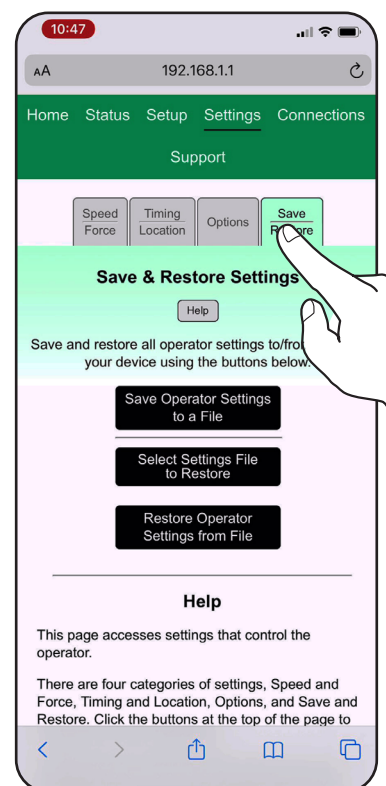 10:47
AA 192.168.1.1
Home Status Setup Settings Connections
Support
Speed
Force
Timing
Location
Options
Save
Save & Restore Settings
Help
Save and restore all operator settings
your device using the buttons below.
Save Operator Settings
to a File
Select Settings File
to Restore
Restore Operator
Settings from File
Help
This page accesses settings that control the
operator.
There are four categories of settings, Speed and
Force, Timing and Location, Options, and Save and
Restore. Click the buttons at the top of the page to